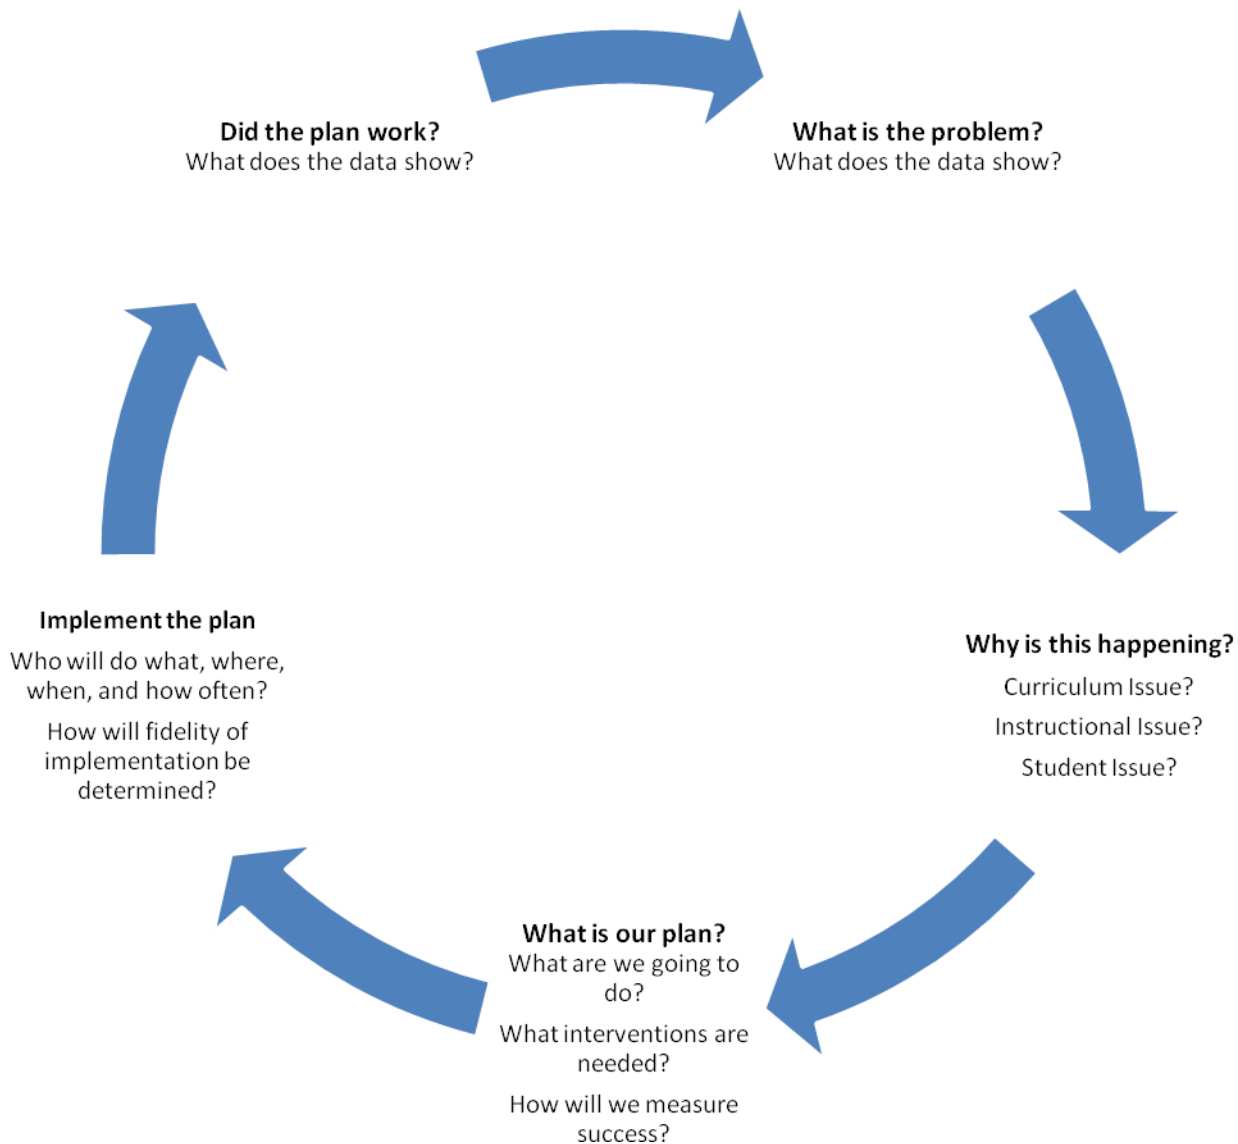 Did the plan work?
What does the data show?
What is the problem?
What does the data show?
Why is this happening?
Curriculum Issue?
Instructional Issue?
Student Issue?
What is our plan?
What are we going to
do?
What interventions are
needed?
How will we measure
success?
Implement the plan
Who will do what, where,
when, and how often?
How will fidelity of
implementation be
determined?